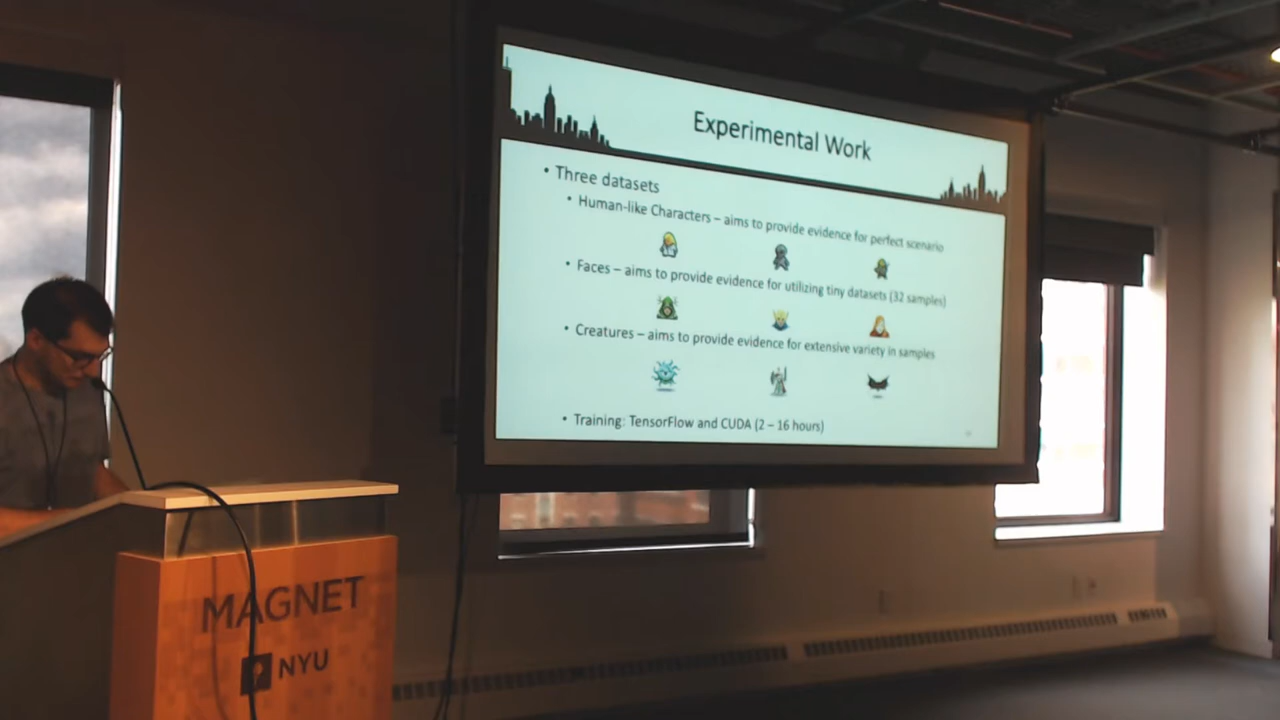 Experimental Work
• Three datasets
• Human-like Characters – aims to provide evidence for perfect scenario
• Faces – aims to provide evidence for utilizing tiny datasets (32 samples)
• Creatures – aims to provide evidence for extensive variety in samples
• Training: TensorFlow and CUDA (2 – 16 hours)
MAGNET
NYU